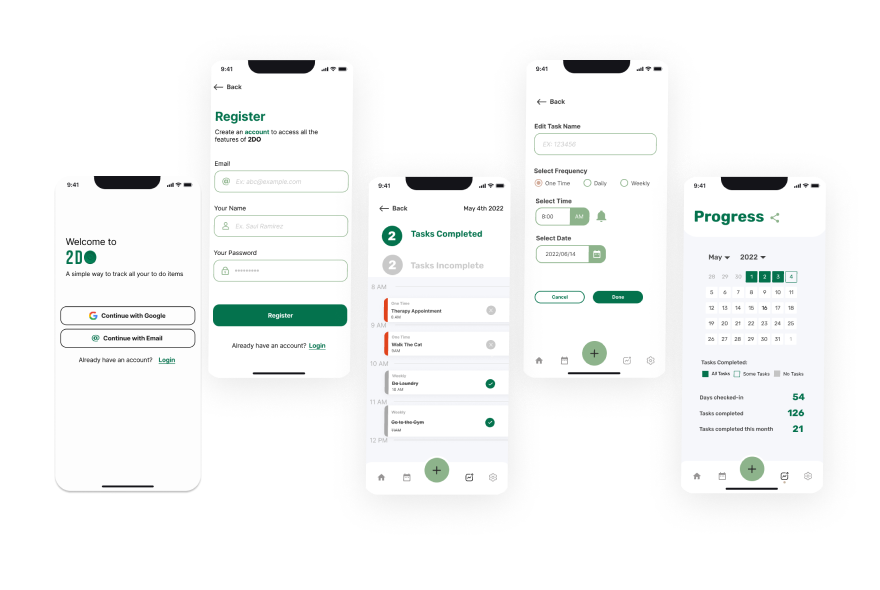 9:41
Welcome to
2DO
A simple way to track all your to do items
Continue with Google
@ Continue with Email
Already have an account? Login
9:41
Back
Register
Create an account to access all the
features of 2DO
Email
@ Ex: abc@example.com
Your Name
Ex. Saul Ramirez
Your Password
*********
Register
Already have an account? Login
9:41
Back
May 4th 2022
2 Tasks Completed
2 Tasks Incomplete
8 AM
One Time
Therapy Appointment
8 AM
9 AM
One Time
Walk The Cat
9AM
10 AM
Weekly
Do Laundry
10 AM
11 AM
Weekly
Go to the Gym
11AM
12 PM
+
9:41
Back
Edit Task Name
EX: 123456
Select Frequency
One Time Daily Weekly
Select Time
8:00 AM
Select Date
2022/08/14
Cancel Done
+
9:41
Progress
May 2022
28 29 30 1 2 3 4
5 6 7 8 9 10 11
12 13 14 15 16 17 18
19 20 21 22 23 24 25
26 27 28 29 30 31 1
Tasks Completed:
All Tasks Some Tasks No Tasks
Days checked-in 54
Tasks completed 126
Tasks completed this month 21
+